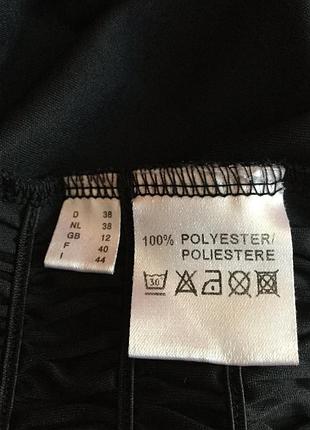 D 38
NL 38
GB 12
F 40
I 44
100% POLYESTER/
POLIESTERE
30